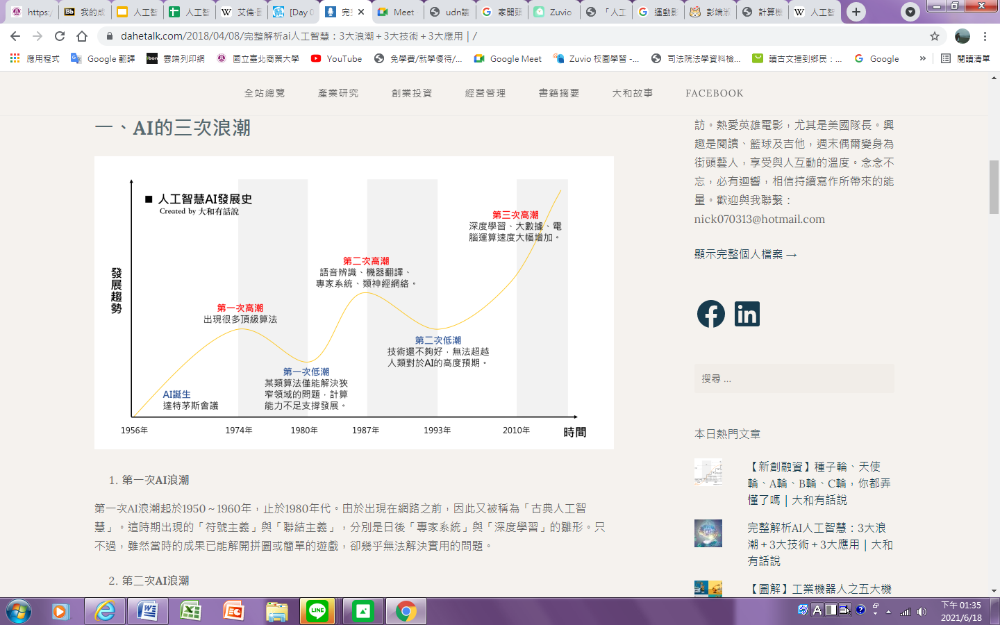 https:/
我的成
人工智
人工智
艾倫·圖
[Day 0
完整
Meet
udn讀
家開頭
Zuvio
「人工
運動影
彭端淑
計算機
人工智
dahetalk.com/2018/04/08/完整解析ai人工智慧：3大浪潮＋3大技術＋3大應用｜/
應用程式
Google 翻譯
雲端列印網
國立臺北商業大學
YouTube
免學費/就學優待/...
Google Meet
Zuvio 校園學習 -...
司法院法學資料檢...
讀古文撞到鄉民：...
Google
»
閱讀清單
全站總覽
產業研究
創業投資
經營管理
書籍摘要
大和故事
FACEBOOK
一、AI的三次浪潮
■ 人工智慧AI發展史
Created by 大和有話說
發展趨勢
第三次高潮
深度學習、大數據、電
腦運算速度大幅增加。
第二次高潮
語音辨識、機器翻譯、
專家系統、類神經網絡。
第一次高潮
出現很多頂級算法
第二次低潮
技術還不夠好，無法超越
人類對於AI的高度預期。
第一次低潮
某類算法僅能解決狹
窄領域的問題，計算
能力不足支撐發展。
AI誕生
達特茅斯會議
1956年
1974年
1980年
1987年
1993年
2010年
時間
1. 第一次AI浪潮
第一次AI浪潮起於1950～1960年，止於1980年代。由於出現在網路之前，因此又被稱為「古典人工智
慧」。這時期出現的「符號主義」與「聯結主義」，分別是日後「專家系統」與「深度學習」的雛形。只
不過，雖然當時的成果已能解開拼圖或簡單的遊戲，卻幾乎無法解決實用的問題。
2. 第二次AI浪潮
訪。熱愛英雄電影，尤其是美國隊長。興
趣是閱讀、籃球及吉他，週末偶爾變身為
街頭藝人，享受與人互動的溫度。念念不
忘，必有迴響，相信持續寫作所帶來的能
量。歡迎與我聯繫：
nick070313@hotmail.com
顯示完整個人檔案 →
搜尋 ...
本日熱門文章
【新創融資】種子輪、天使
輪、A輪、B輪、C輪，你都弄
懂了嗎 | 大和有話說
完整解析AI人工智慧：3大浪
潮＋3大技術＋3大應用 | 大和
有話說
【圖解】工業機器人之五大機
下午 01:35
2021/6/18